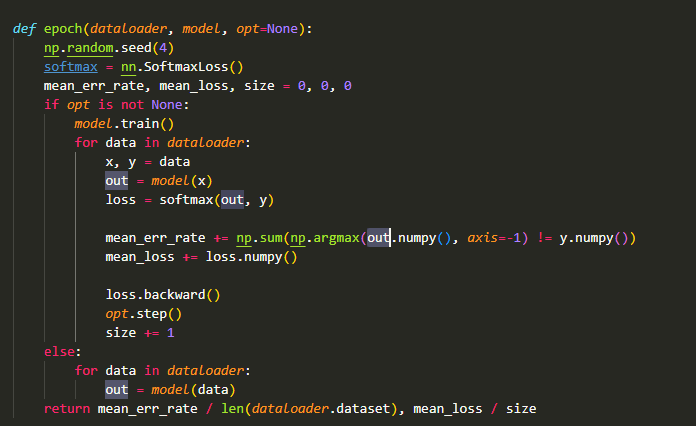 def epoch(dataloader, model, opt=None):
    np.random.seed(4)
    softmax = nn.SoftmaxLoss()
    mean_err_rate, mean_loss, size = 0, 0, 0
    if opt is not None:
        model.train()
        for data in dataloader:
            x, y = data
            out = model(x)
            loss = softmax(out, y)

            mean_err_rate += np.sum(np.argmax(out.numpy(), axis=-1) != y.numpy())
            mean_loss += loss.numpy()

            loss.backward()
            opt.step()
            size += 1
    else:
        for data in dataloader:
            out = model(data)
    return mean_err_rate / len(dataloader.dataset), mean_loss / size